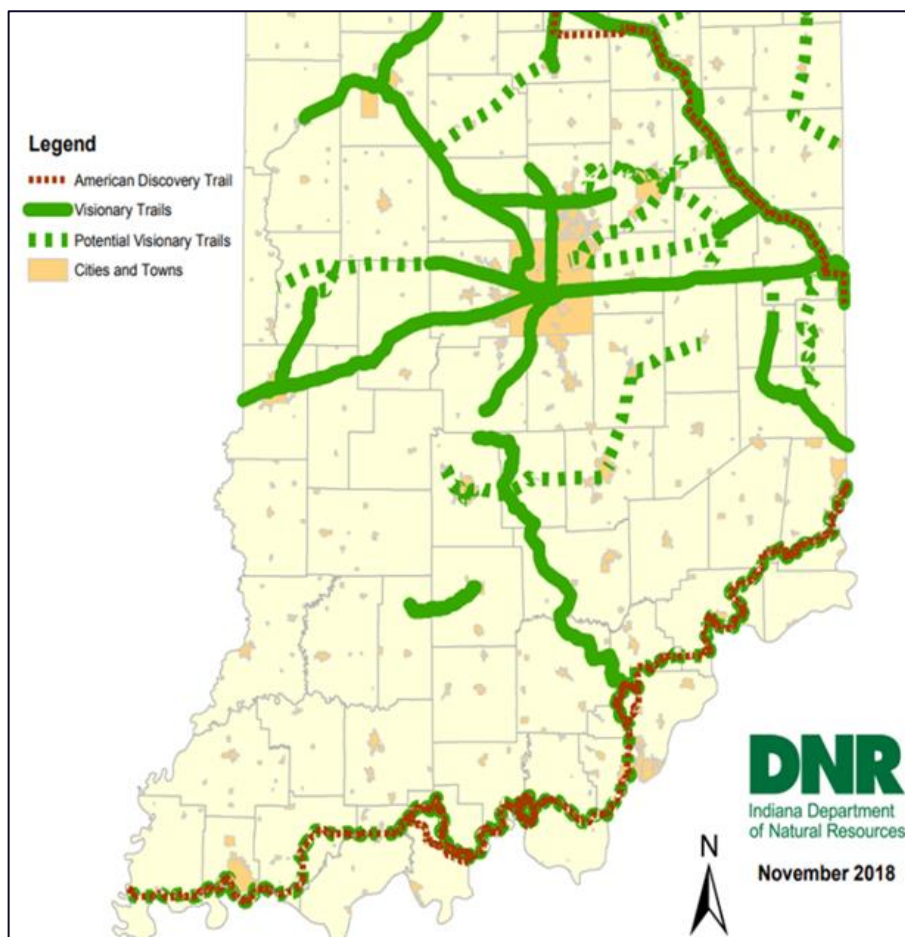 Legend
American Discovery Trail
Visionary Trails
Potential Visionary Trails
Cities and Towns
DNR
Indiana Department
of Natural Resources
N
November 2018